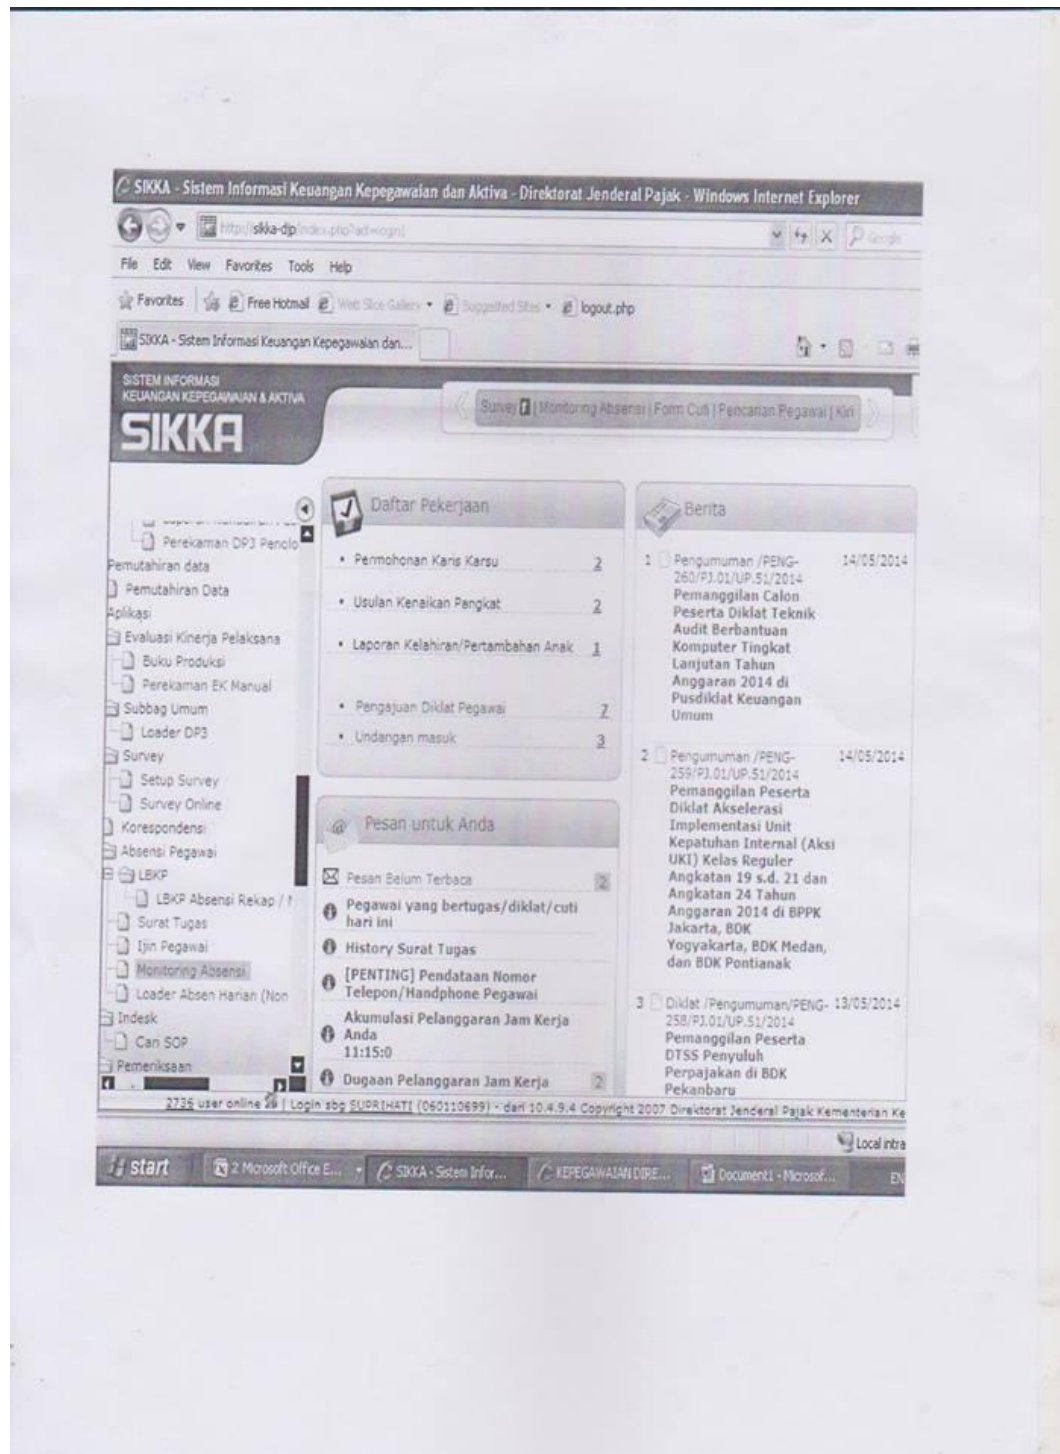 SIKKA - Sistem Informasi Keuangan Kepegawaian dan Aktiva - Direktorat Jenderal Pajak - Windows Internet Explorer
http://sikka-djp/index.php?act=login1
Google
File Edit View Favorites Tools Help
Favorites Free Hotmail Web Slice Gallery Suggested Sites logout.php
SIKKA - Sistem Informasi Keuangan Kepegawaian dan...
SISTEM INFORMASI
KEUANGAN KEPEGAWAIAN & AKTIVA
SIKKA
Survey | Monitoring Absensi | Form Cuti | Pencarian Pegawai | Kiri
Perekaman DP3 Penolo
Pemutahiran data
Pemutahiran Data
Aplikasi
Evaluasi Kinerja Pelaksana
Buku Produksi
Perekaman EK Manual
Subbag Umum
Loader DP3
Survey
Setup Survey
Survey Online
Korespondensi
Absensi Pegawai
LBKP
LBKP Absensi Rekap /
Surat Tugas
Ijin Pegawai
Monitoring Absensi
Loader Absen Harian (Non
Indesk
Cari SOP
Pemeriksaan
Daftar Pekerjaan
• Permohonan Karis Karsu 2
• Usulan Kenaikan Pangkat 2
• Laporan Kelahiran/Pertambahan Anak 1
• Pengajuan Diklat Pegawai 7
• Undangan masuk 3
Pesan untuk Anda
Pesan Belum Terbaca 2
Pegawai yang bertugas/diklat/cuti
hari ini
History Surat Tugas
[PENTING] Pendataan Nomor
Telepon/Handphone Pegawai
Akumulasi Pelanggaran Jam Kerja
Anda
11:15:0
Dugaan Pelanggaran Jam Kerja 2
Berita
1 Pengumuman /PENG- 14/05/2014
260/PJ.01/UP.51/2014
Pemanggilan Calon
Peserta Diklat Teknik
Audit Berbantuan
Komputer Tingkat
Lanjutan Tahun
Anggaran 2014 di
Pusdiklat Keuangan
Umum
2 Pengumuman /PENG- 14/05/2014
259/PJ.01/UP.51/2014
Pemanggilan Peserta
Diklat Akselerasi
Implementasi Unit
Kepatuhan Internal (Aksi
UKI) Kelas Reguler
Angkatan 19 s.d. 21 dan
Angkatan 24 Tahun
Anggaran 2014 di BPPK
Jakarta, BDK
Yogyakarta, BDK Medan,
dan BDK Pontianak
3 Diklat /Pengumuman/PENG- 13/05/2014
258/PJ.01/UP.51/2014
Pemanggilan Peserta
DTSS Penyuluh
Perpajakan di BDK
Pekanbaru
2736 user online | Login sbg SUPRIHATI (060110699) - dari 10.4.9.4 Copyright 2007 Direktorat Jenderal Pajak Kementerian Ke
Local intra
start 2 Microsoft Office E... SIKKA - Sistem Infor... KEPEGAWAIAN DIRE... Document1 - Microsof... EN